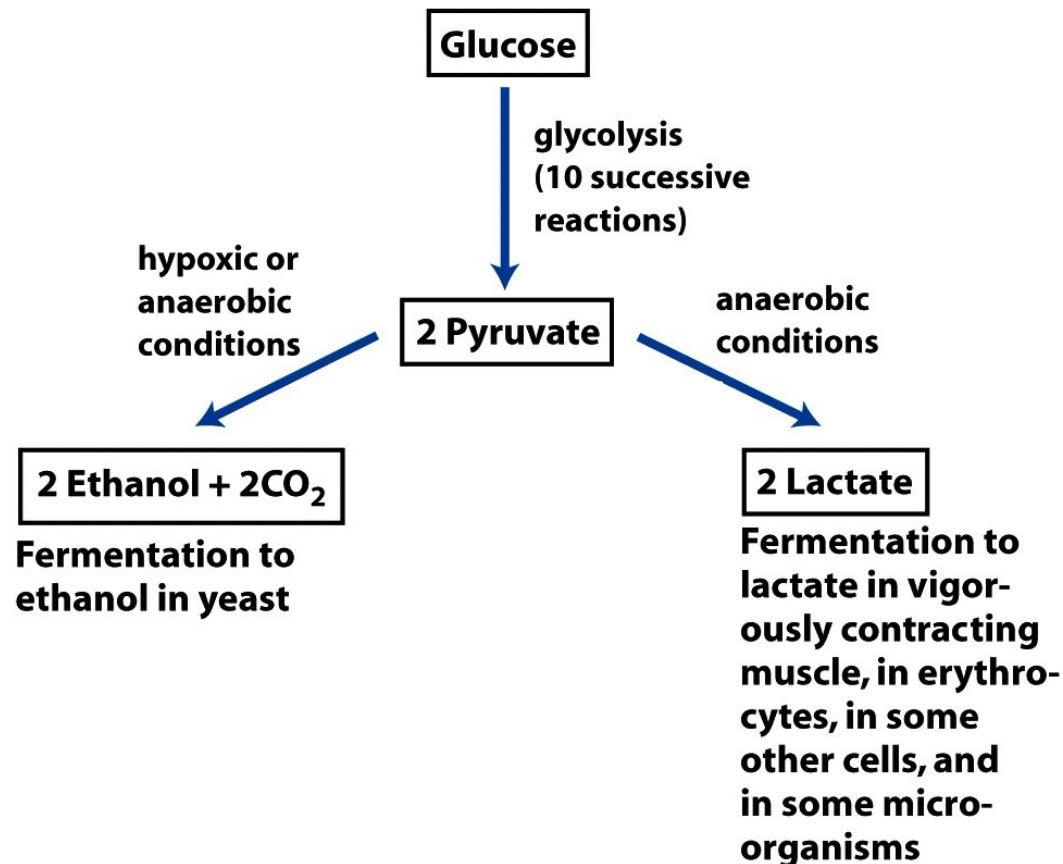 Glucose
glycolysis
(10 successive
reactions)
hypoxic or
anaerobic
conditions
2 Pyruvate
anaerobic
conditions
2 Ethanol + 2CO₂
Fermentation to
ethanol in yeast
2 Lactate
Fermentation to
lactate in vigor-
ously contracting
muscle, in erythro-
cytes, in some
other cells, and
in some micro-
organisms